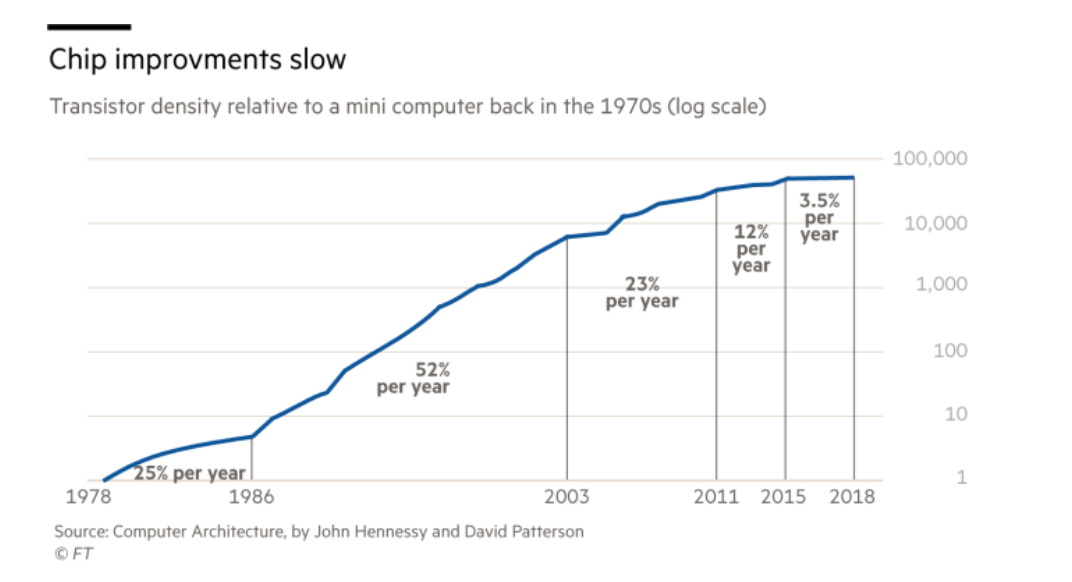 Chip improvments slow
Transistor density relative to a mini computer back in the 1970s (log scale)
100,000
3.5%
per
year
10,000
12%
per
year
23%
per year
1,000
100
52%
per year
10
25% per year
1
1978 1986 2003 2011 2015 2018
Source: Computer Architecture, by John Hennessy and David Patterson
© FT